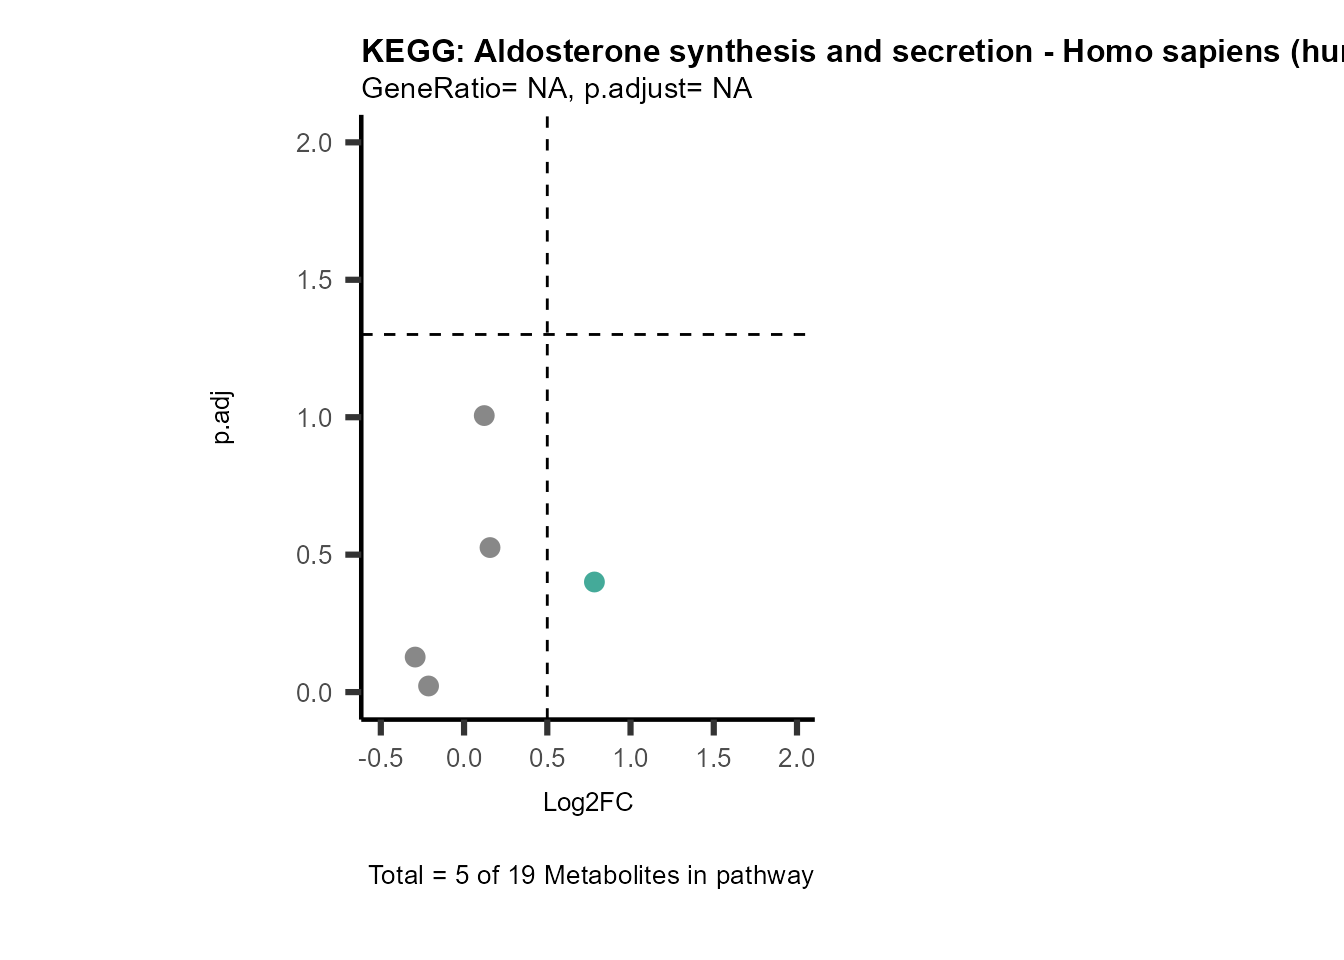 KEGG: Aldosterone synthesis and secretion - Homo sapiens (hu
GeneRatio= NA, p.adjust= NA
2.0
1.5
1.0
0.5
0.0
p.adj
-0.5 0.0 0.5 1.0 1.5 2.0
Log2FC
Total = 5 of 19 Metabolites in pathway